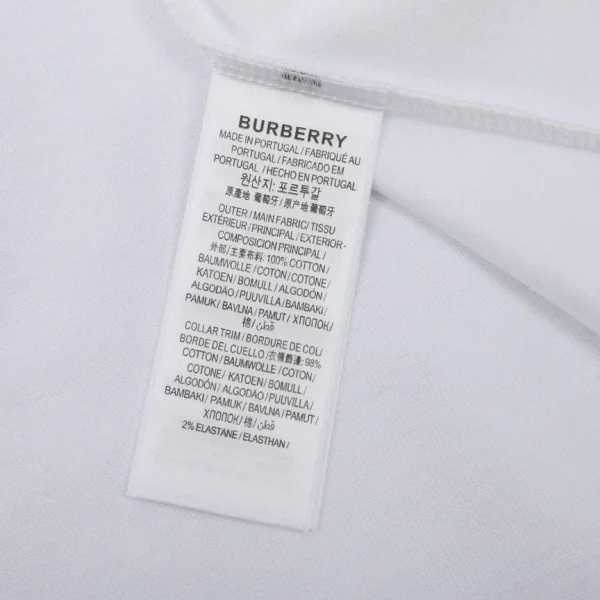 BURBERRY
MADE IN PORTUGAL / FABRIQUÉ AU
PORTUGAL / FABRICADO EM
PORTUGAL / HECHO EN PORTUGAL
원산지: 포르투갈
原產地 葡萄牙 / 原产地 葡萄牙
OUTER / MAIN FABRIC / TISSU
EXTÉRIEUR / PRINCIPAL / EXTERIOR -
COMPOSICIÓN PRINCIPAL /
外部 / 主要布料: 100% COTTON /
BAUMWOLLE / COTON / COTONE /
KATOEN / BOMULL / ALGODÓN /
ALGODÃO / PUUVILLA / BAMBAKI /
PAMUK / BAVLNA / PAMUT / ХЛОПОК /
棉 / قطن /
COLLAR TRIM / BORDURE DE COL /
BORDE DEL CUELLO / 衣領飾邊: 98%
COTTON / BAUMWOLLE / COTON /
COTONE / KATOEN / BOMULL /
ALGODÓN / ALGODÃO / PUUVILLA /
BAMBAKI / PAMUK / BAVLNA / PAMUT /
ХЛОПОК / 棉 / قطن /
2% ELASTANE / ELASTHAN /